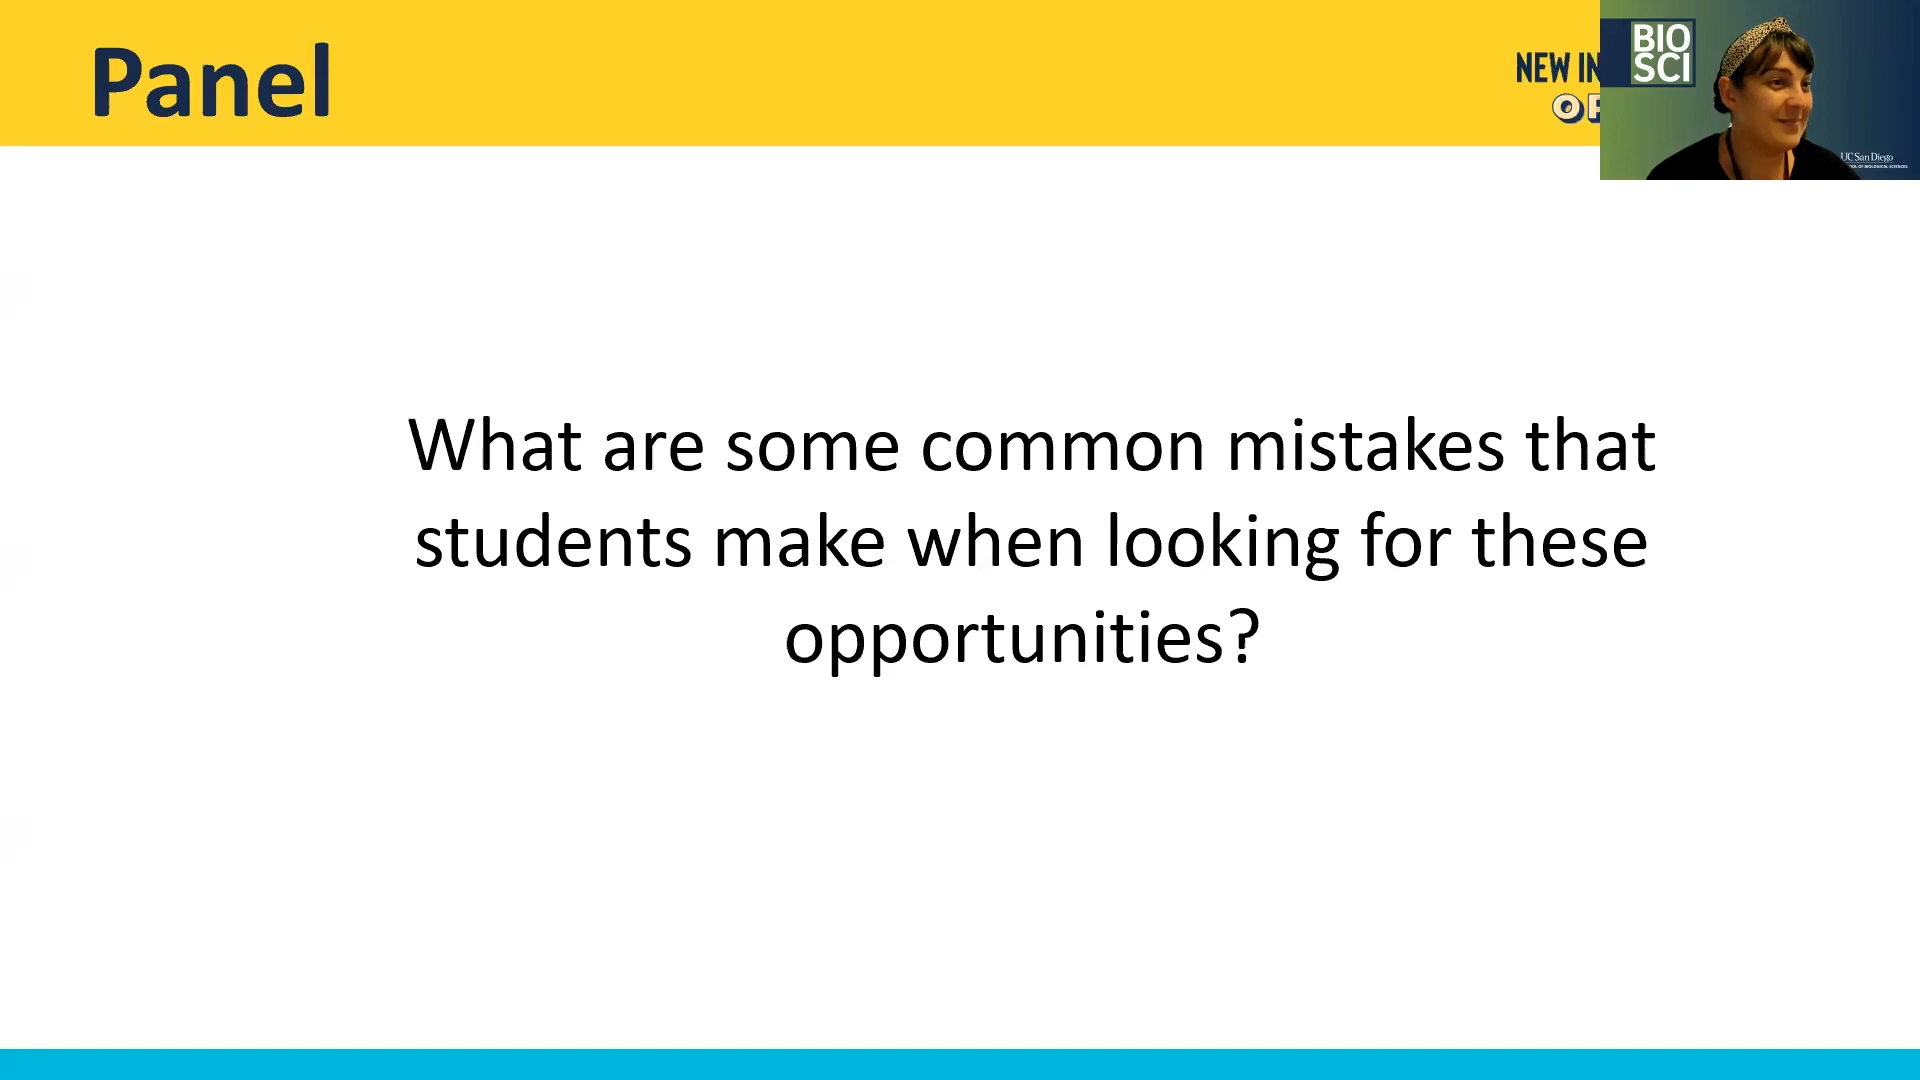 Panel
NEW IN
BIO
SCI
UC San Diego
What are some common mistakes that
students make when looking for these
opportunities?